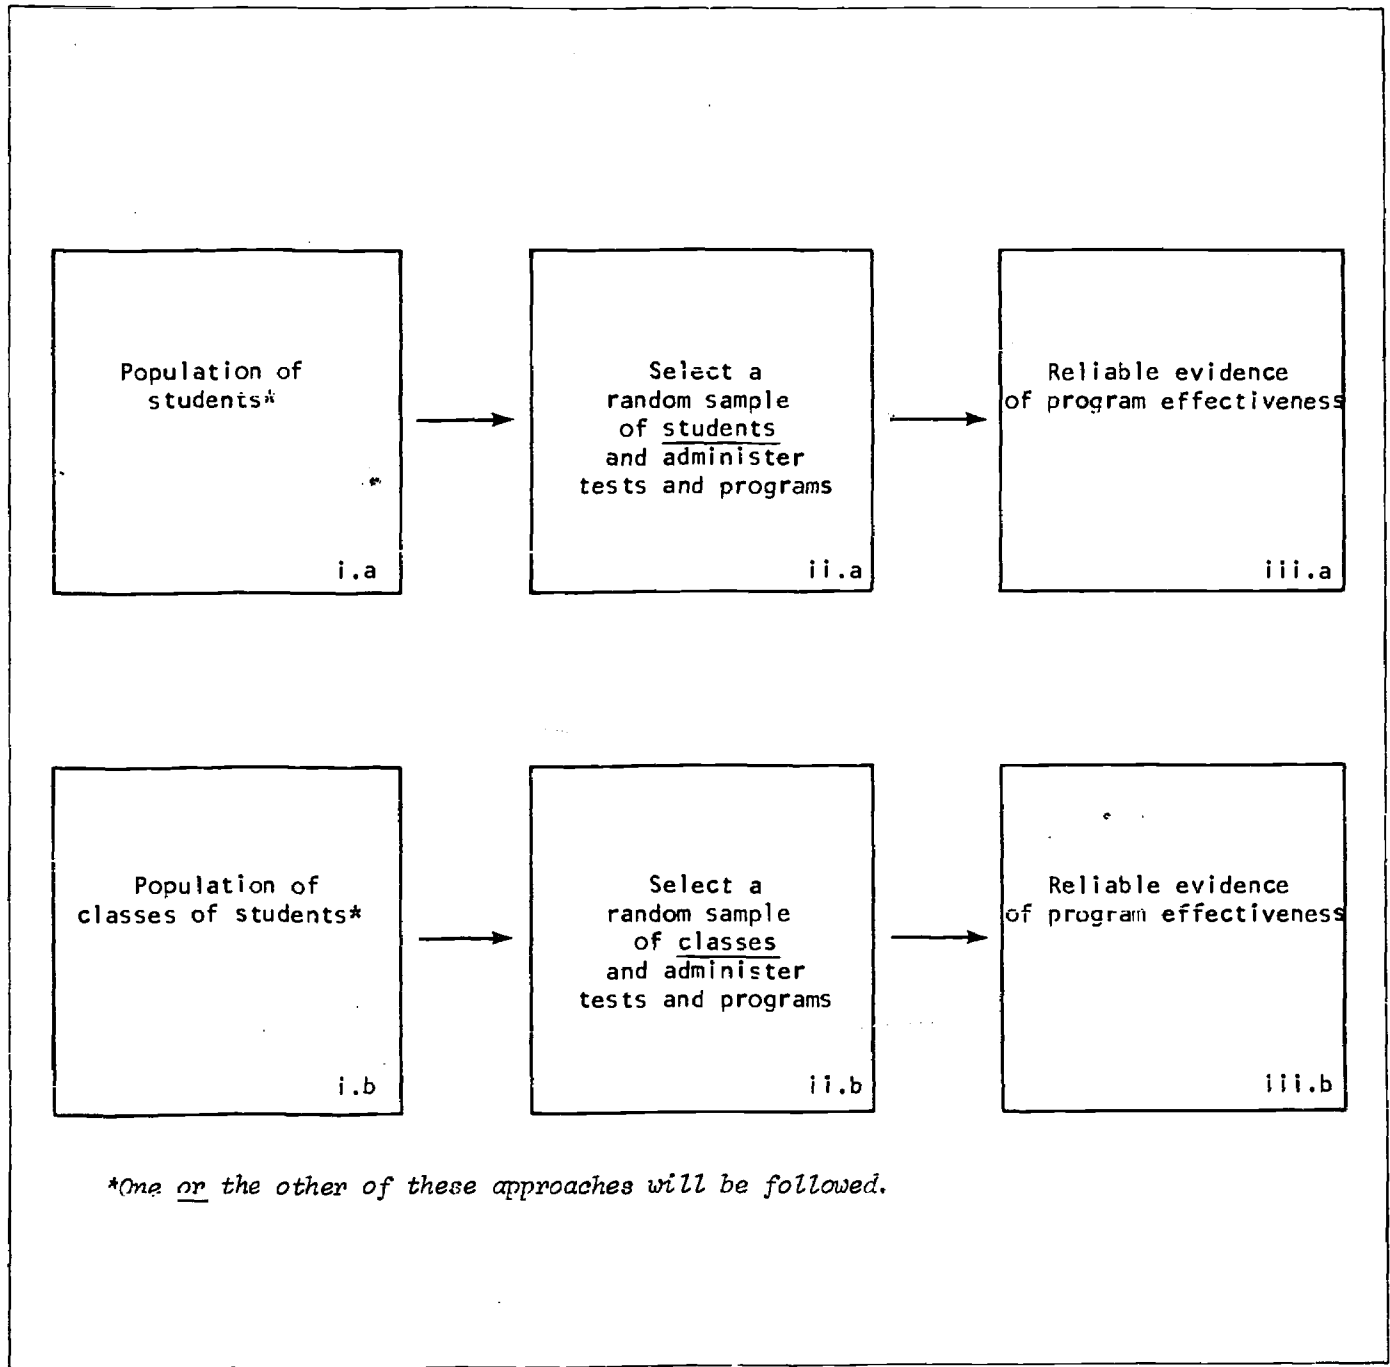 Population of
students*
i.a
Select a
random sample
of students
and administer
tests and programs
ii.a
Reliable evidence
of program effectiveness
iii.a
Population of
classes of students*
i.b
Select a
random sample
of classes
and administer
tests and programs
ii.b
Reliable evidence
of program effectiveness
iii.b
*One or the other of these approaches will be followed.